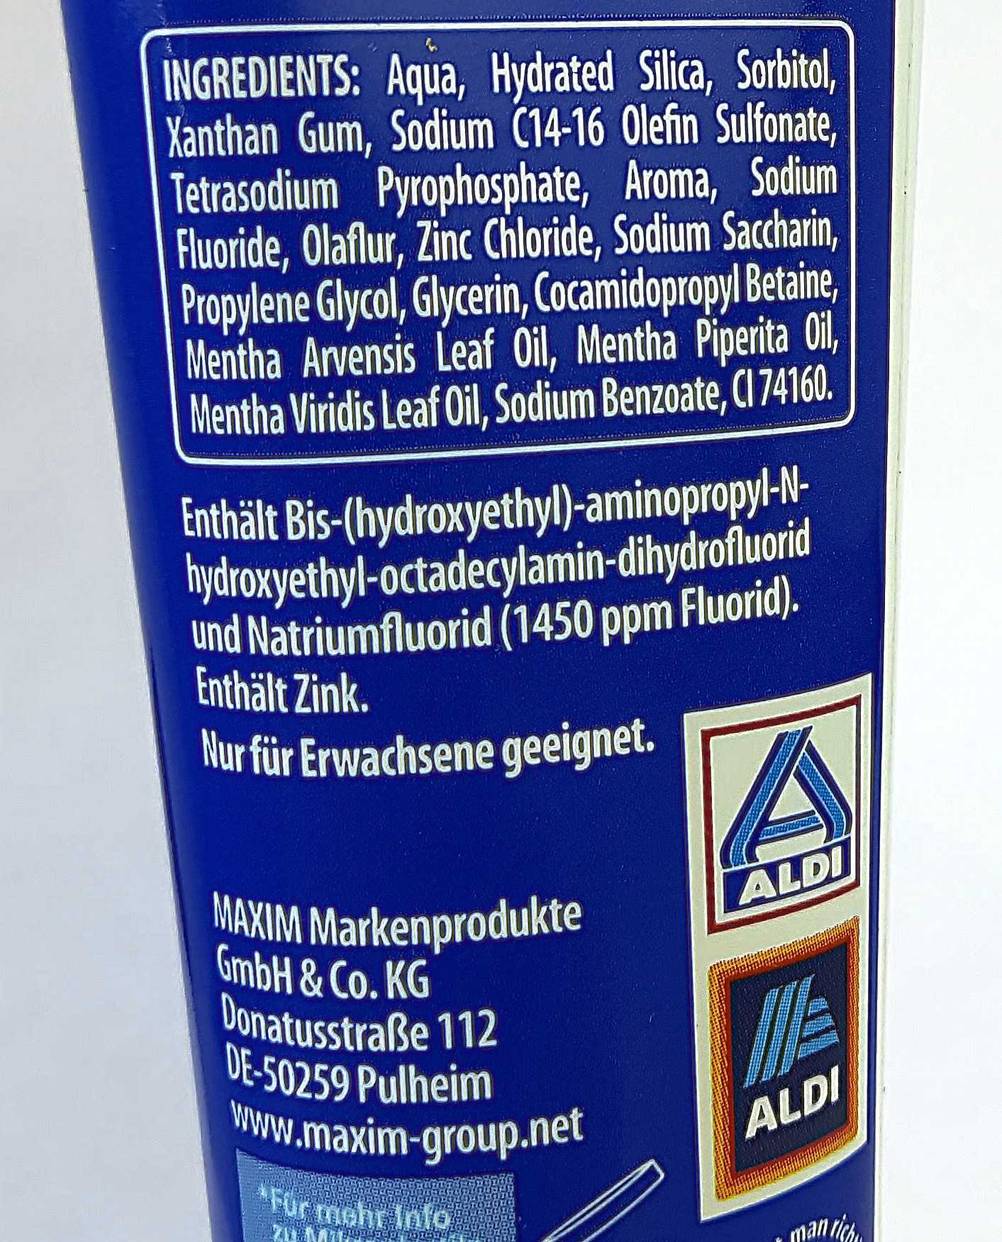 INGREDIENTS: Aqua, Hydrated Silica, Sorbitol,
Xanthan Gum, Sodium C14-16 Olefin Sulfonate,
Tetrasodium Pyrophosphate, Aroma, Sodium
Fluoride, Olaflur, Zinc Chloride, Sodium Saccharin,
Propylene Glycol, Glycerin, Cocamidopropyl Betaine,
Mentha Arvensis Leaf Oil, Mentha Piperita Oil,
Mentha Viridis Leaf Oil, Sodium Benzoate, CI 74160.
Enthält Bis-(hydroxyethyl)-aminopropyl-N-
hydroxyethyl-octadecylamin-dihydrofluorid
und Natriumfluorid (1450 ppm Fluorid).
Enthält Zink.
Nur für Erwachsene geeignet.
ALDI
MAXIM Markenprodukte
GmbH & Co. KG
Donatusstraße 112
DE-50259 Pulheim
www.maxim-group.net
ALDI
*Für mehr Info
zu
man